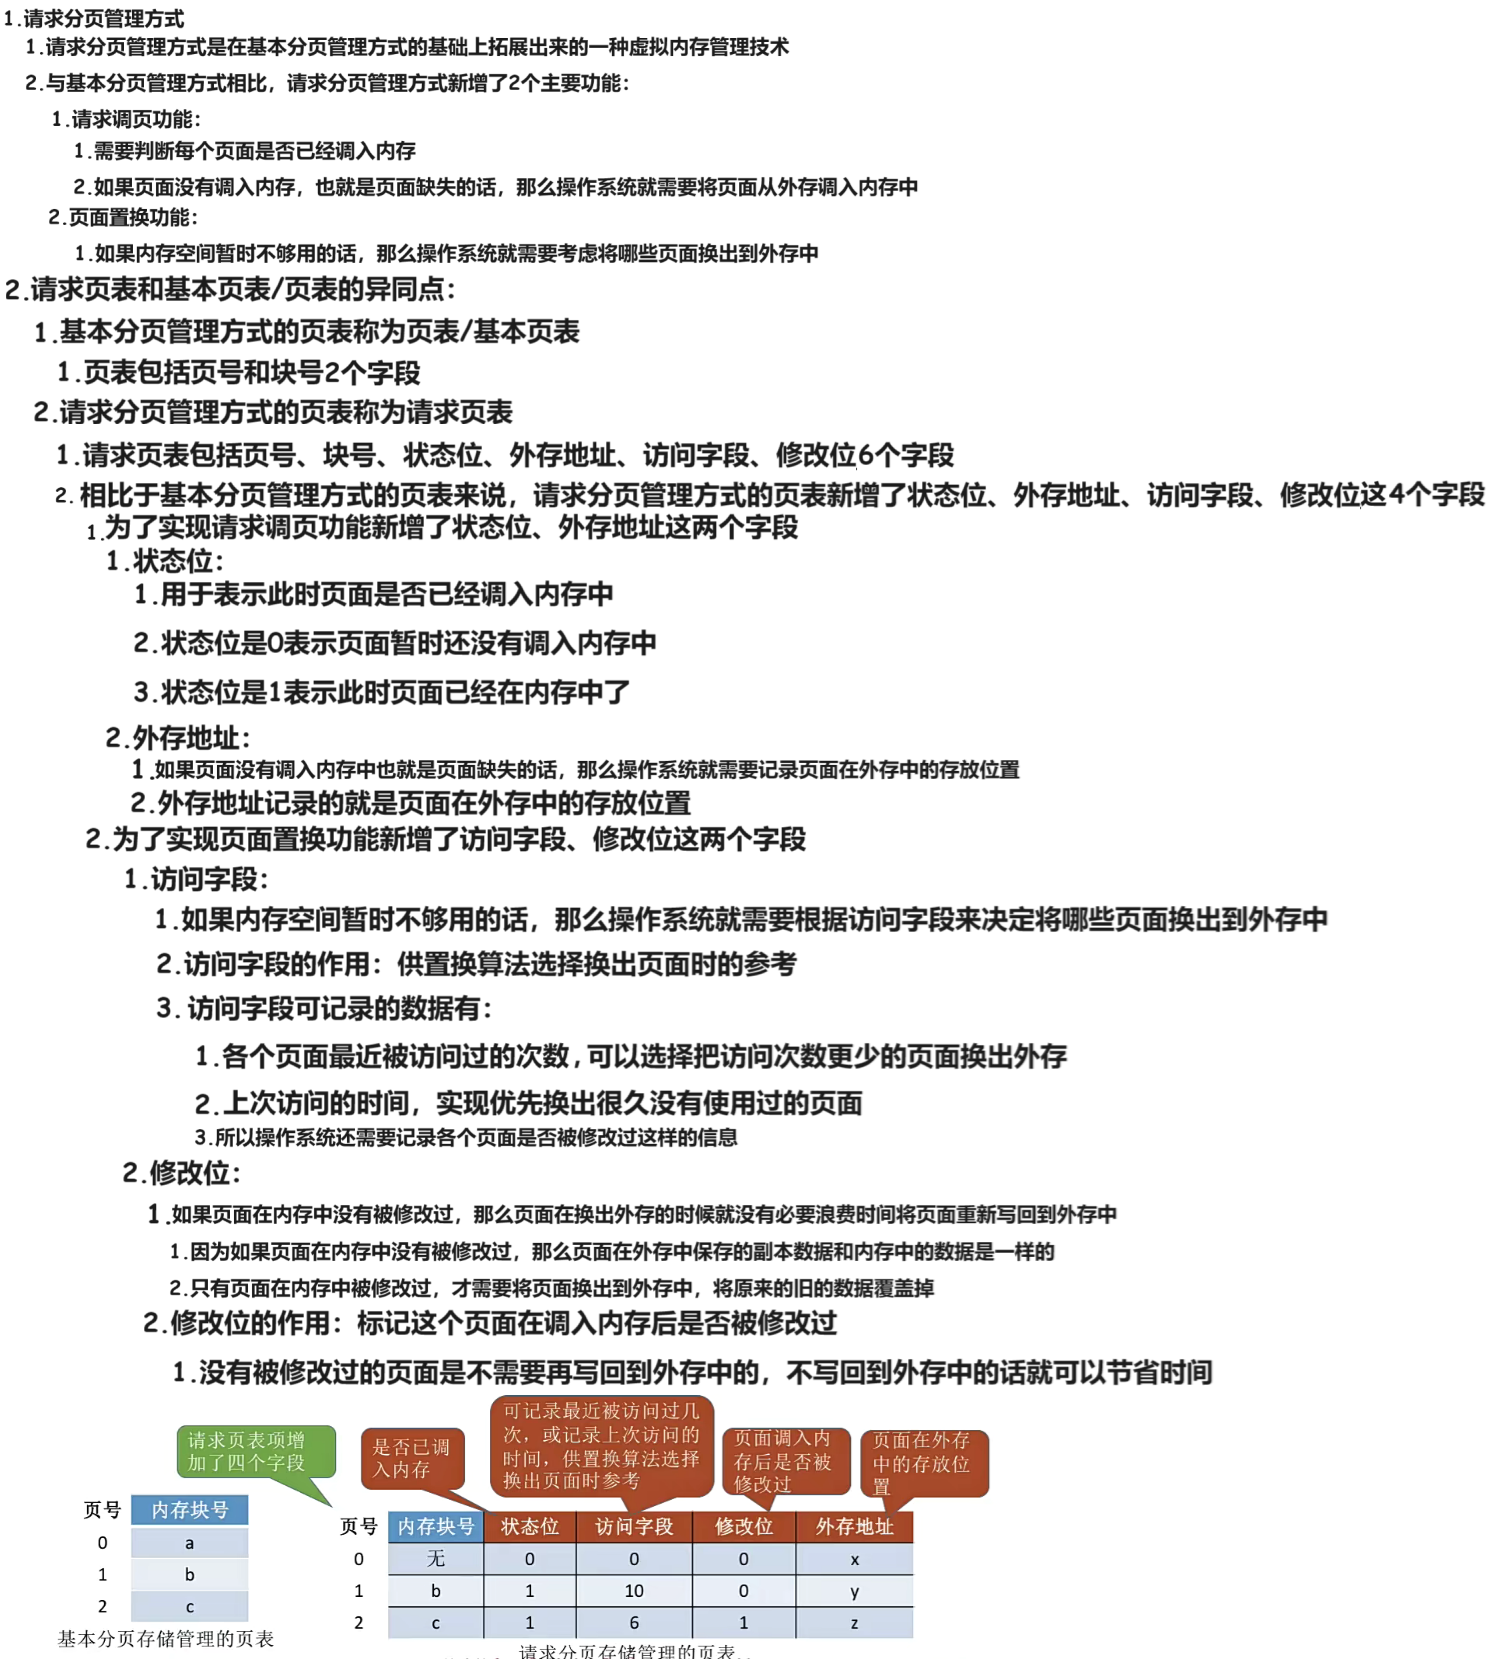 1.请求分页管理方式
1.请求分页管理方式是在基本分页管理方式的基础上拓展出来的一种虚拟内存管理技术
2.与基本分页管理方式相比，请求分页管理方式新增了2个主要功能：
1.请求调页功能：
1.需要判断每个页面是否已经调入内存
2.如果页面没有调入内存，也就是页面缺失的话，那么操作系统就需要将页面从外存调入内存中
2.页面置换功能：
1.如果内存空间暂时不够用的话，那么操作系统就需要考虑将哪些页面换出到外存中
2.请求页表和基本页表/页表的异同点：
1.基本分页管理方式的页表称为页表/基本页表
1.页表包括页号和块号2个字段
2.请求分页管理方式的页表称为请求页表
1.请求页表包括页号、块号、状态位、外存地址、访问字段、修改位6个字段
2.相比于基本分页管理方式的页表来说，请求分页管理方式的页表新增了状态位、外存地址、访问字段、修改位这4个字段
1.为了实现请求调页功能新增了状态位、外存地址这两个字段
1.状态位：
1.用于表示此时页面是否已经调入内存中
2.状态位是0表示页面暂时还没有调入内存中
3.状态位是1表示此时页面已经在内存中了
2.外存地址：
1.如果页面没有调入内存中也就是页面缺失的话，那么操作系统就需要记录页面在外存中的存放位置
2.外存地址记录的就是页面在外存中的存放位置
2.为了实现页面置换功能新增了访问字段、修改位这两个字段
1.访问字段：
1.如果内存空间暂时不够用的话，那么操作系统就需要根据访问字段来决定将哪些页面换出到外存中
2.访问字段的作用：供置换算法选择换出页面时的参考
3.访问字段可记录的数据有：
1.各个页面最近被访问过的次数,可以选择把访问次数更少的页面换出外存
2.上次访问的时间，实现优先换出很久没有使用过的页面
3.所以操作系统还需要记录各个页面是否被修改过这样的信息
2.修改位：
1.如果页面在内存中没有被修改过，那么页面在换出外存的时候就没有必要浪费时间将页面重新写回到外存中
1.因为如果页面在内存中没有被修改过，那么页面在外存中保存的副本数据和内存中的数据是一样的
2.只有页面在内存中被修改过，才需要将页面换出到外存中，将原来的旧的数据覆盖掉
2.修改位的作用：标记这个页面在调入内存后是否被修改过
1.没有被修改过的页面是不需要再写回到外存中的，不写回到外存中的话就可以节省时间
请求页表项增
加了四个字段
是否已调
入内存
可记录最近被访问过几
次，或记录上次访问的
时间，供置换算法选择
换出页面时参考
页面调入内
存后是否被
修改过
页面在外存
中的存放位
置
页号 内存块号
0 a
1 b
2 c
基本分页存储管理的页表
页号 内存块号 状态位 访问字段 修改位 外存地址
0 无 0 0 0 x
1 b 1 10 0 y
2 c 1 6 1 z
请求分页存储管理的页表